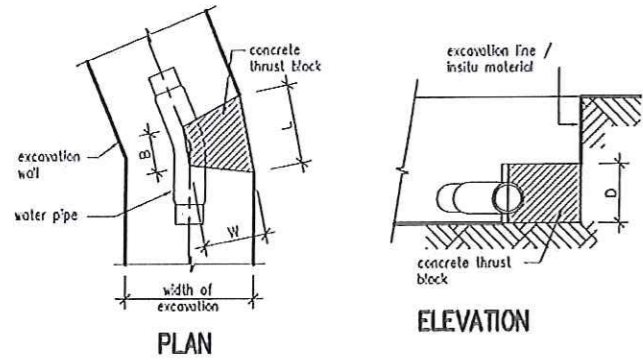 concrete
thrust block
excavation
wall
water pipe
B
L
W
width of
excavation
PLAN
excavation line /
insitu material
D
concrete thrust
block
ELEVATION